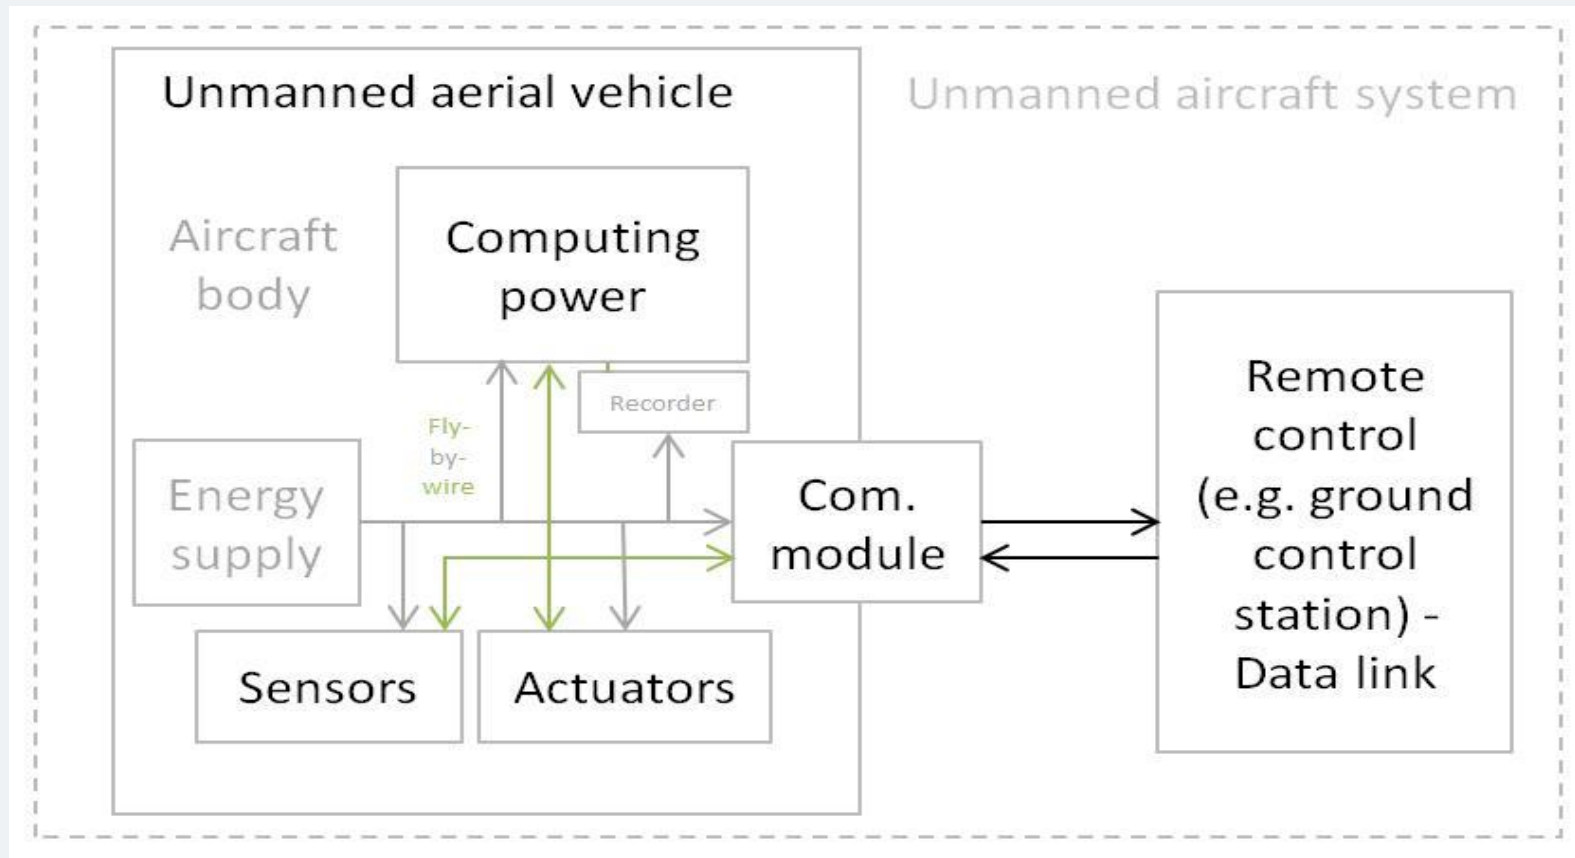 Unmanned aerial vehicle
Unmanned aircraft system
Aircraft
body
Computing
power
Recorder
Fly-
by-
wire
Energy
supply
Com.
module
Remote
control
(e.g. ground
control
station) -
Data link
Sensors
Actuators